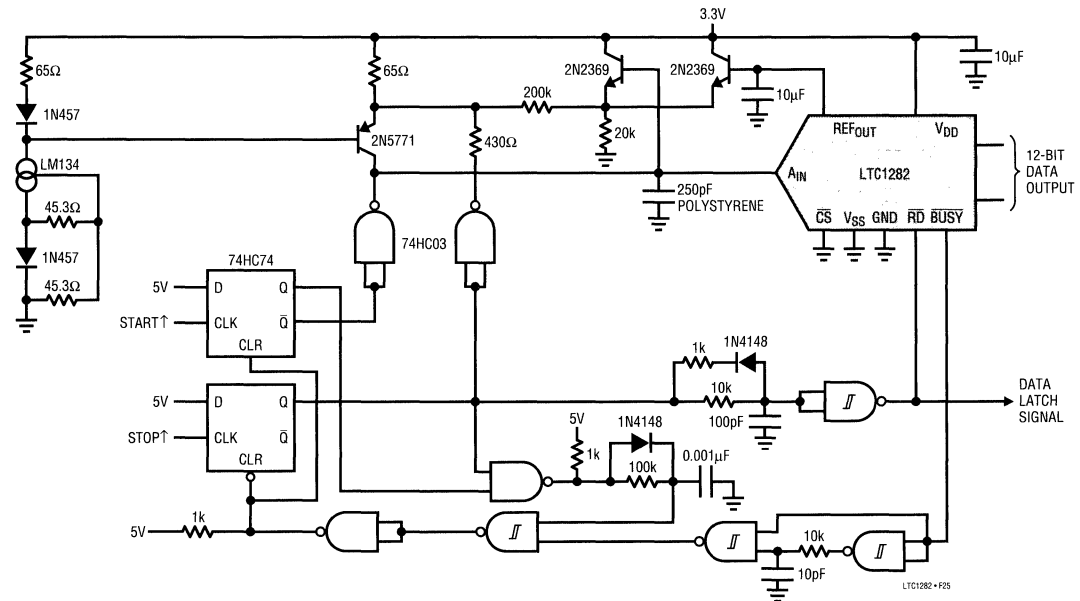 3.3V
65Ω
65Ω
2N2369
2N2369
10μF
1N457
200k
10μF
2N5771
430Ω
20k
REFOUT
VDD
LM134
AIN
LTC1282
12-BIT
DATA
OUTPUT
250pF
POLYSTYRENE
45.3Ω
CS
VSS
GND
RD
BUSY
1N457
74HC03
74HC74
45.3Ω
5V
D
Q
START↑
CLK
Q
CLR
1k
1N4148
5V
D
Q
10k
DATA
LATCH
SIGNAL
100pF
STOP↑
CLK
Q
5V
1N4148
CLR
1k
0.001μF
100k
5V
1k
10k
10pF
LTC1282 • F25